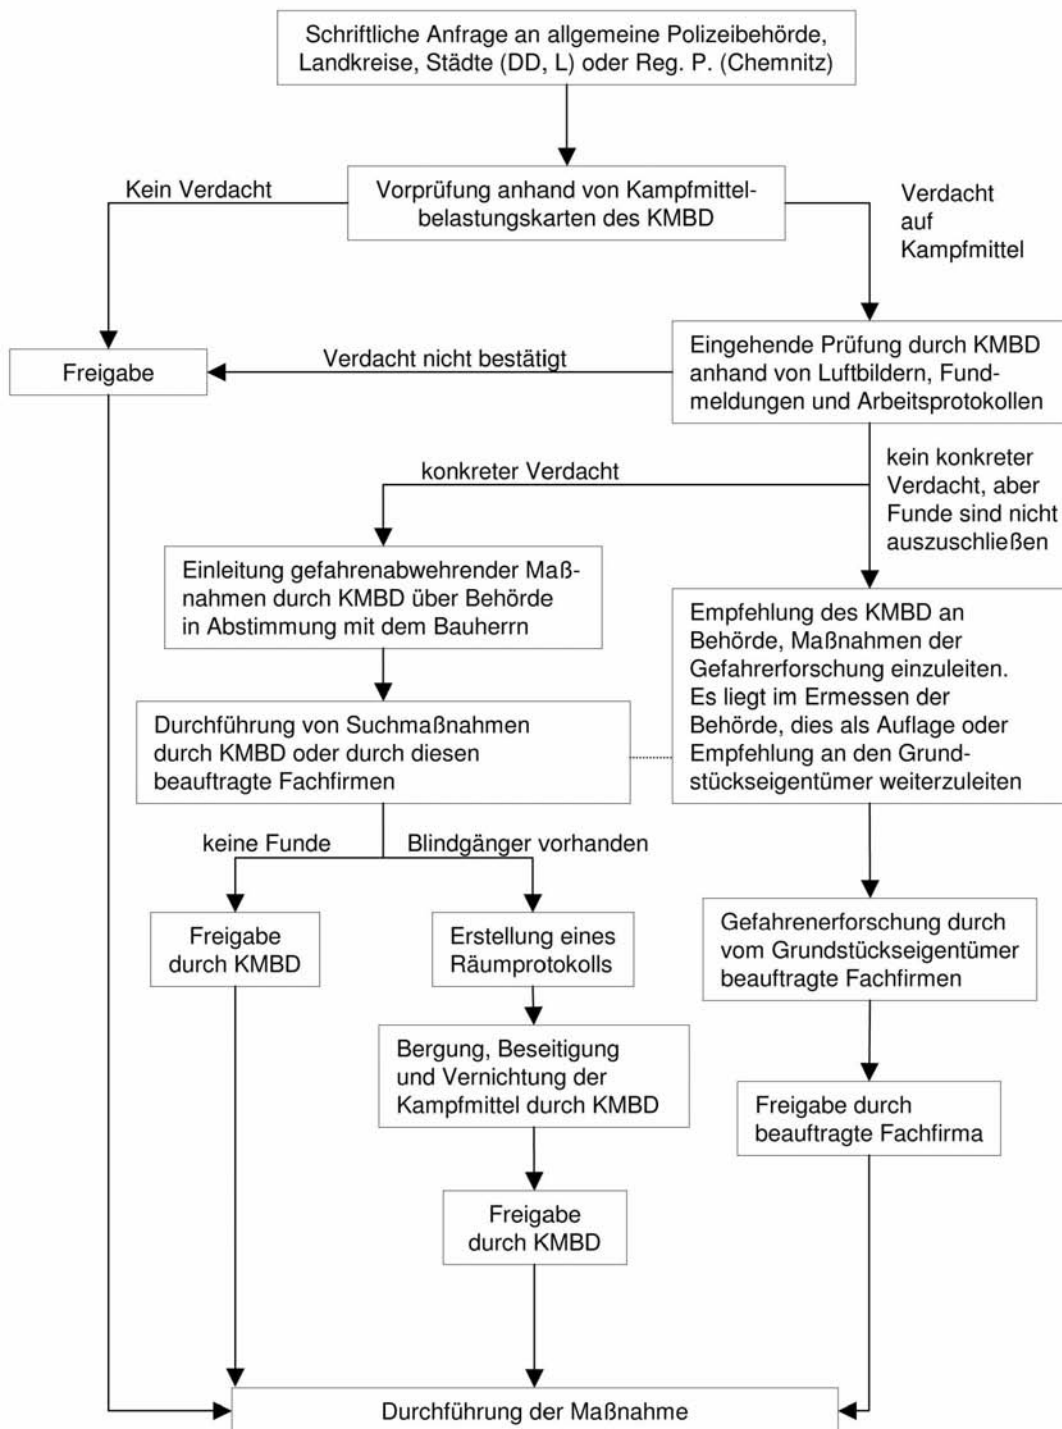 Schriftliche Anfrage an allgemeine Polizeibehörde,
Landkreise, Städte (DD, L) oder Reg. P. (Chemnitz)
Kein Verdacht
Vorprüfung anhand von Kampfmittel-
belastungskarten des KMBD
Verdacht
auf
Kampfmittel
Freigabe
Verdacht nicht bestätigt
Eingehende Prüfung durch KMBD
anhand von Luftbildern, Fund-
meldungen und Arbeitsprotokollen
konkreter Verdacht
kein konkreter
Verdacht, aber
Funde sind nicht
auszuschließen
Einleitung gefahrenabwehrender Maß-
nahmen durch KMBD über Behörde
in Abstimmung mit dem Bauherrn
Empfehlung des KMBD an
Behörde, Maßnahmen der
Gefahrerforschung einzuleiten.
Es liegt im Ermessen der
Behörde, dies als Auflage oder
Empfehlung an den Grund-
stückseigentümer weiterzuleiten
Durchführung von Suchmaßnahmen
durch KMBD oder durch diesen
beauftragte Fachfirmen
keine Funde
Blindgänger vorhanden
Freigabe
durch KMBD
Erstellung eines
Räumprotokolls
Gefahrenerforschung durch
vom Grundstückseigentümer
beauftragte Fachfirmen
Bergung, Beseitigung
und Vernichtung der
Kampfmittel durch KMBD
Freigabe durch
beauftragte Fachfirma
Freigabe
durch KMBD
Durchführung der Maßnahme